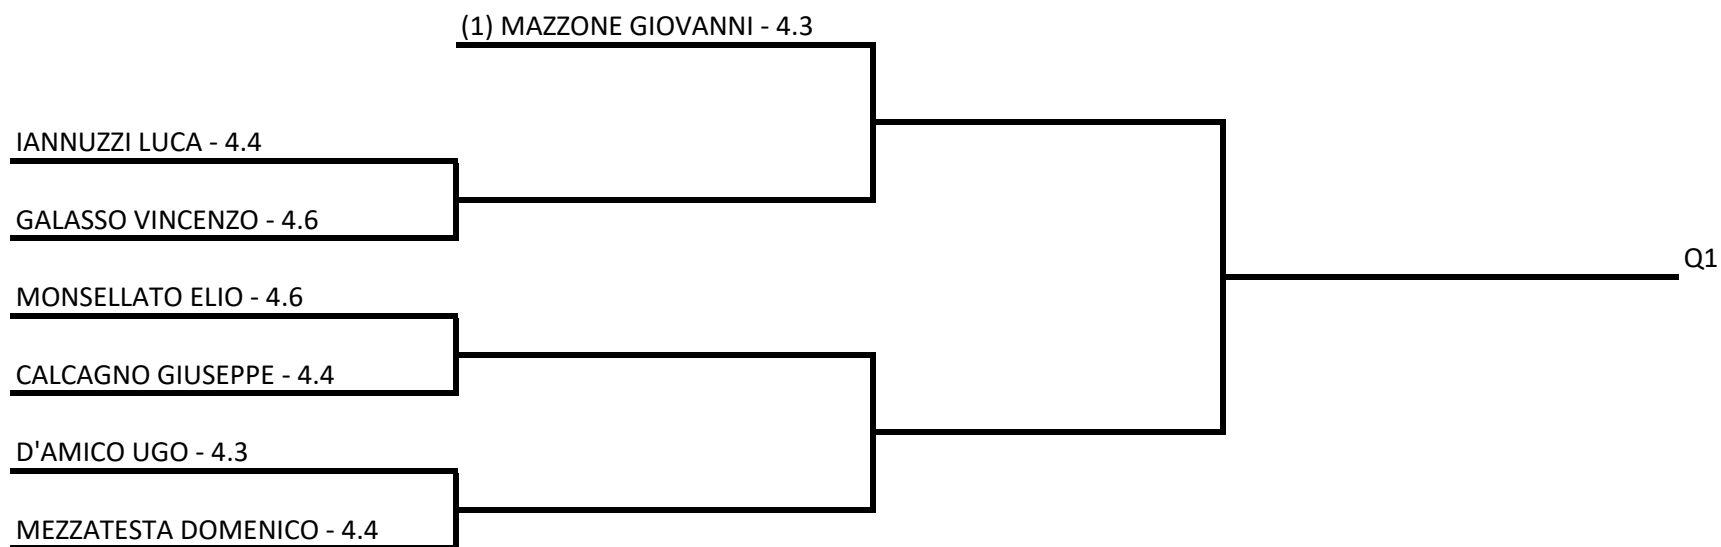 (1) MAZZONE GIOVANNI - 4.3
IANNUZZI LUCA - 4.4
GALASSO VINCENZO - 4.6
Q1
MONSELLATO ELIO - 4.6
CALCAGNO GIUSEPPE - 4.4
D'AMICO UGO - 4.3
MEZZATESTA DOMENICO - 4.4